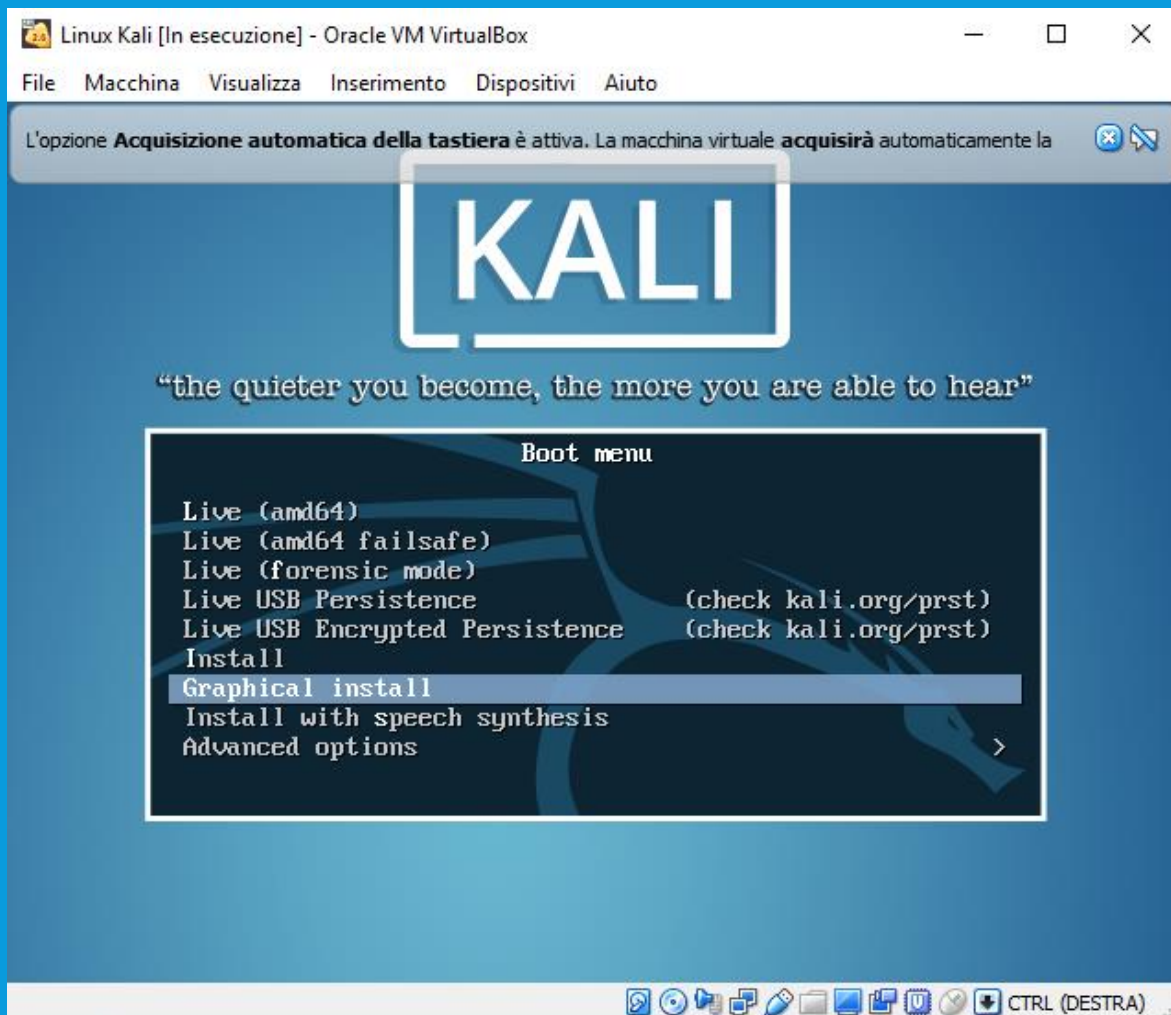 Linux Kali [In esecuzione] - Oracle VM VirtualBox
File Macchina Visualizza Inserimento Dispositivi Aiuto
L'opzione Acquisizione automatica della tastiera è attiva. La macchina virtuale acquisirà automaticamente la
KALI
“the quieter you become, the more you are able to hear”
Boot menu
Live (amd64)
Live (amd64 failsafe)
Live (forensic mode)
Live USB Persistence (check kali.org/prst)
Live USB Encrypted Persistence (check kali.org/prst)
Install
Graphical install
Install with speech synthesis
Advanced options >
CTRL (DESTRA)